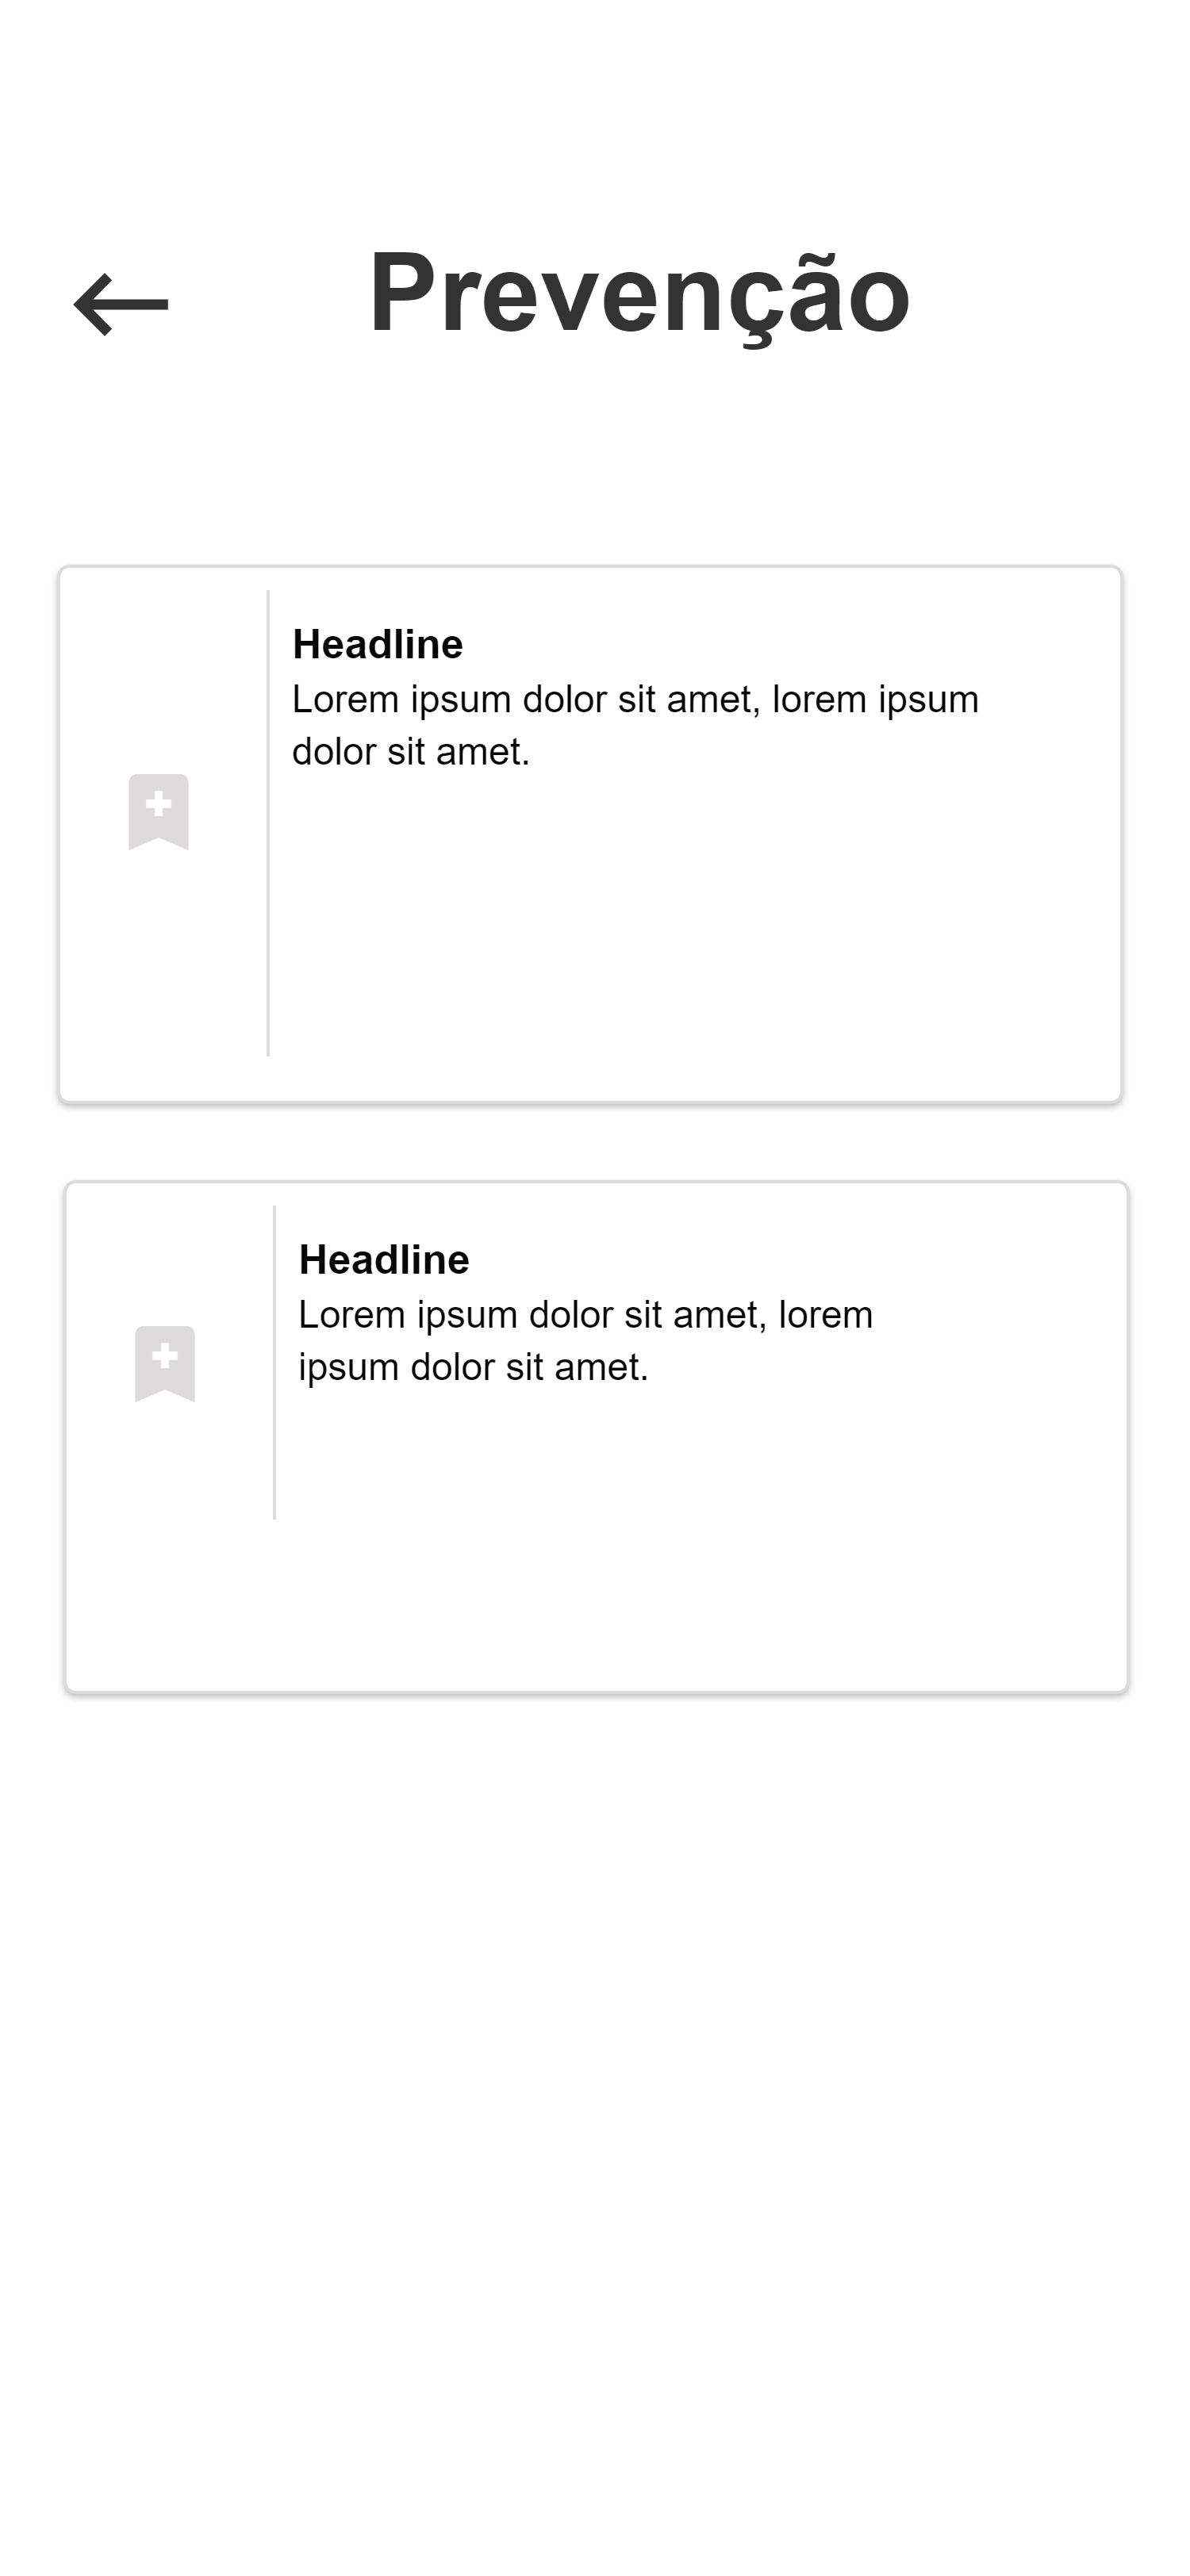 Prevenção
Headline
Lorem ipsum dolor sit amet, lorem ipsum
dolor sit amet.
Headline
Lorem ipsum dolor sit amet, lorem
ipsum dolor sit amet.